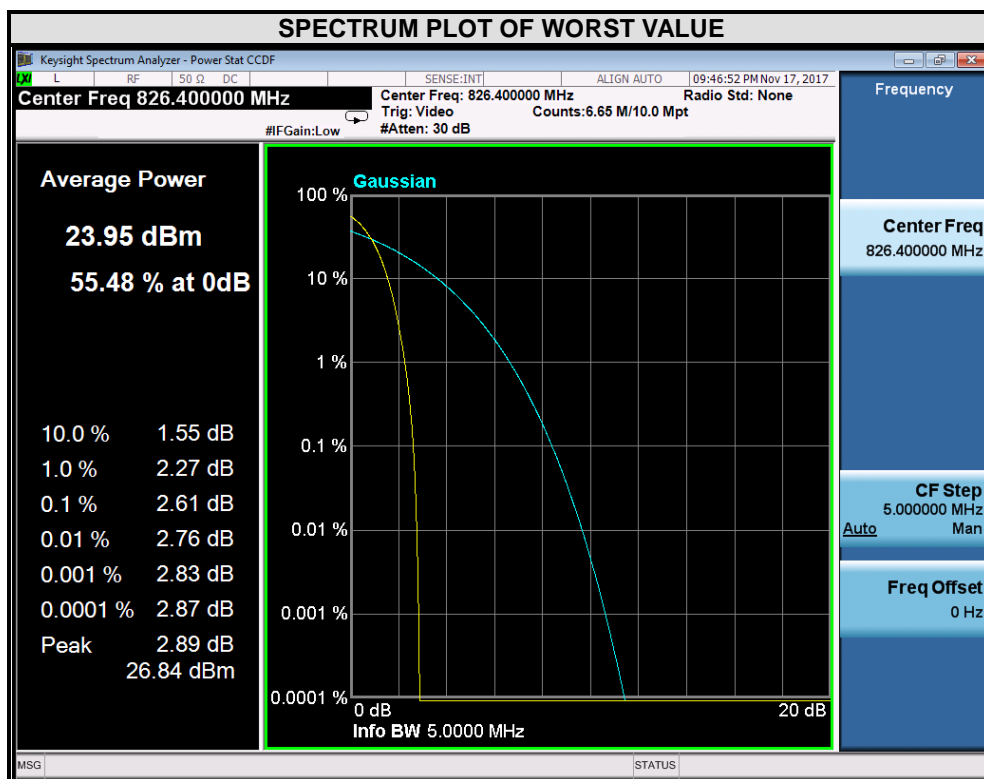 SPECTRUM PLOT OF WORST VALUE
Keysight Spectrum Analyzer - Power Stat CCDF
LXI L RF 50 Ω DC SENSE:INT ALIGN AUTO 09:46:52 PM Nov 17, 2017
Center Freq 826.400000 MHz
Center Freq: 826.400000 MHz Radio Std: None
Trig: Video Counts:6.65 M/10.0 Mpt
#IFGain:Low #Atten: 30 dB
Frequency
Average Power
23.95 dBm
55.48 % at 0dB
10.0 % 1.55 dB
1.0 % 2.27 dB
0.1 % 2.61 dB
0.01 % 2.76 dB
0.001 % 2.83 dB
0.0001 % 2.87 dB
Peak 2.89 dB
26.84 dBm
Gaussian
100 %
10 %
1 %
0.1 %
0.01 %
0.001 %
0.0001 %
0 dB 20 dB
Info BW 5.0000 MHz
Center Freq
826.400000 MHz
CF Step
5.000000 MHz
Auto Man
Freq Offset
0 Hz
MSG STATUS